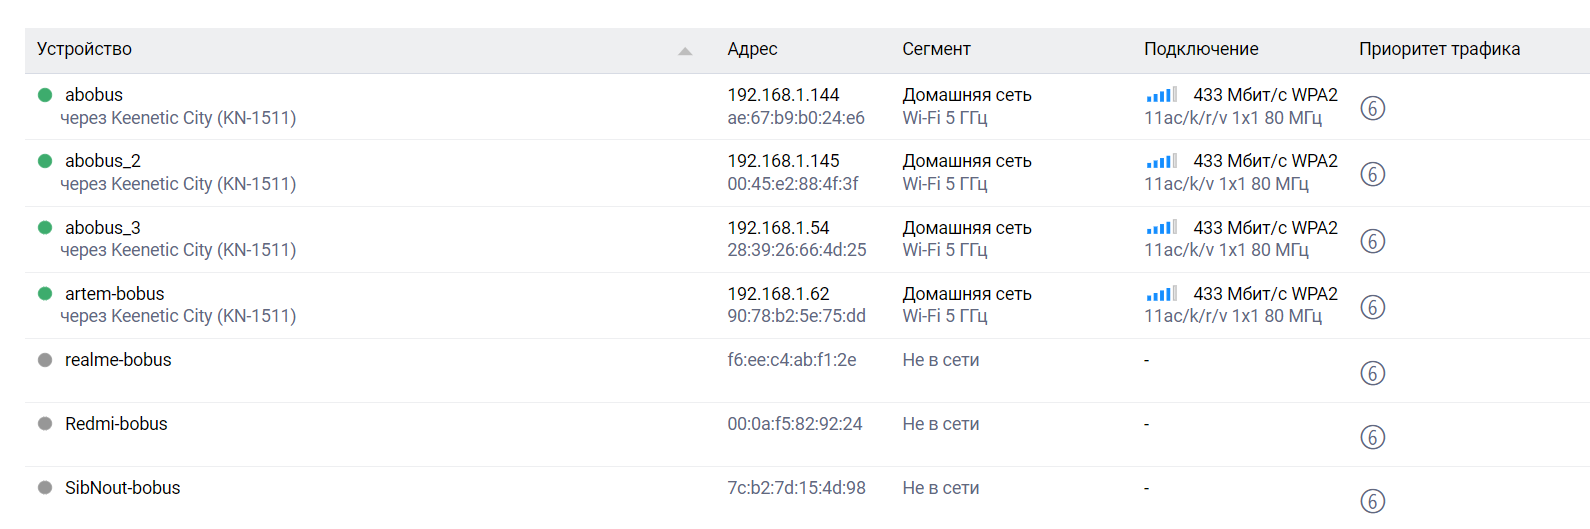 Устройство Адрес Сегмент Подключение Приоритет трафика
abobus 192.168.1.144 Домашняя сеть 433 Мбит/с WPA2 6
через Keenetic City (KN-1511) ae:67:b9:b0:24:e6 Wi-Fi 5 ГГц 11ac/k/r/v 1x1 80 МГц
abobus_2 192.168.1.145 Домашняя сеть 433 Мбит/с WPA2 6
через Keenetic City (KN-1511) 00:45:e2:88:4f:3f Wi-Fi 5 ГГц 11ac/k/v 1x1 80 МГц
abobus_3 192.168.1.54 Домашняя сеть 433 Мбит/с WPA2 6
через Keenetic City (KN-1511) 28:39:26:66:4d:25 Wi-Fi 5 ГГц 11ac/k/v 1x1 80 МГц
artem-bobus 192.168.1.62 Домашняя сеть 433 Мбит/с WPA2 6
через Keenetic City (KN-1511) 90:78:b2:5e:75:dd Wi-Fi 5 ГГц 11ac/k/r/v 1x1 80 МГц
realme-bobus f6:ee:c4:ab:f1:2e Не в сети - 6
Redmi-bobus 00:0a:f5:82:92:24 Не в сети - 6
SibNout-bobus 7c:b2:7d:15:4d:98 Не в сети - 6